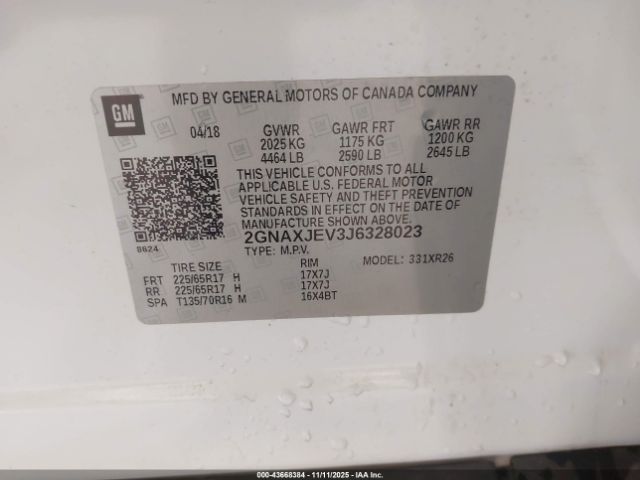 GM
MFD BY GENERAL MOTORS OF CANADA COMPANY
04/18 GVWR GAWR FRT GAWR RR
2025 KG 1175 KG 1200 KG
4464 LB 2590 LB 2645 LB
THIS VEHICLE CONFORMS TO ALL
APPLICABLE U.S. FEDERAL MOTOR
VEHICLE SAFETY AND THEFT PREVENTION
STANDARDS IN EFFECT ON THE DATE OF
MANUFACTURE SHOWN ABOVE.
2GNAXJEV3J6328023
8624
TYPE: M.P.V. MODEL: 331XR26
TIRE SIZE RIM
FRT 225/65R17 H 17X7J
RR 225/65R17 H 17X7J
SPA T135/70R16 M 16X4BT
000-43668384 - 11/11/2025 - IAA Inc.